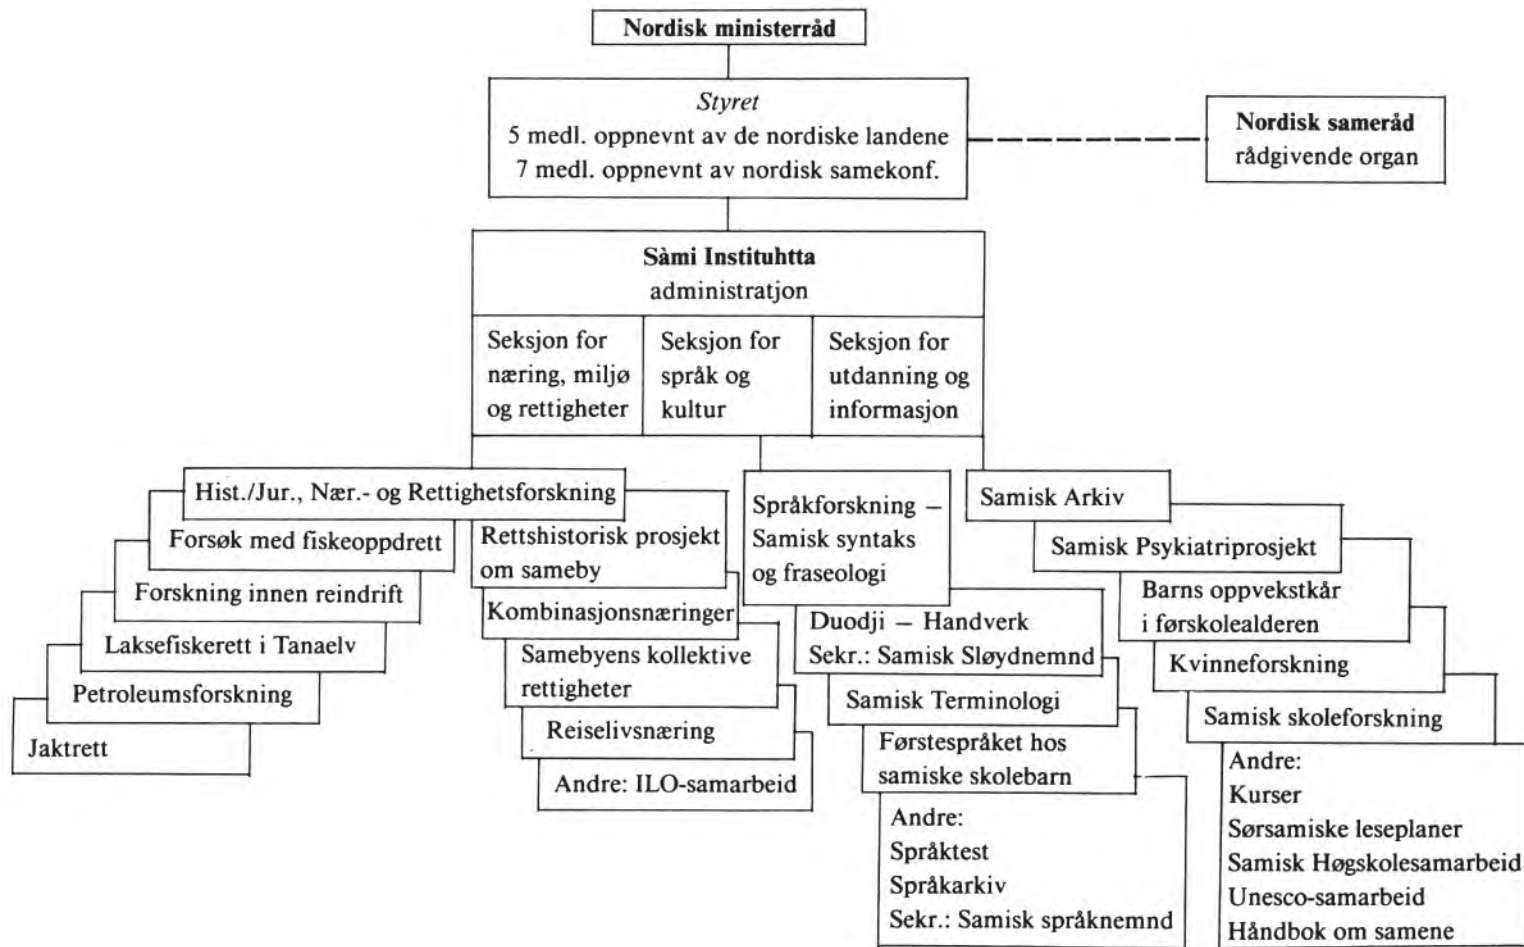 Nordisk ministerråd
Styret
5 medl. oppnevnt av de nordiske landene
7 medl. oppnevnt av nordisk samekonf.
Nordisk sameråd
rådgivende organ
Sàmi Instituhtta
administratjon
Seksjon for
næring, miljø
og rettigheter
Seksjon for
språk og
kultur
Seksjon for
utdanning og
informasjon
Hist./Jur., Nær.- og Rettighetsforskning
Forsøk med fiskeoppdrett
Forskning innen reindrift
Laksefiskerett i Tanaelv
Petroleumsforskning
Jaktrett
Rettshistorisk prosjekt
om sameby
Kombinasjonsnæringer
Samebyens kollektive
rettigheter
Reiselivsnæring
Andre: ILO-samarbeid
Språkforskning –
Samisk syntaks
og fraseologi
Duodji – Handverk
Sekr.: Samisk Sløydnemnd
Samisk Terminologi
Førstespråket hos
samiske skolebarn
Andre:
Språktest
Språkarkiv
Sekr.: Samisk språknemnd
Samisk Arkiv
Samisk Psykiatriprosjekt
Barns oppvekstkår
i førskolealderen
Kvinneforskning
Samisk skoleforskning
Andre:
Kurser
Sørsamiske leseplaner
Samisk Høgskolesamarbeid
Unesco-samarbeid
Håndbok om samene